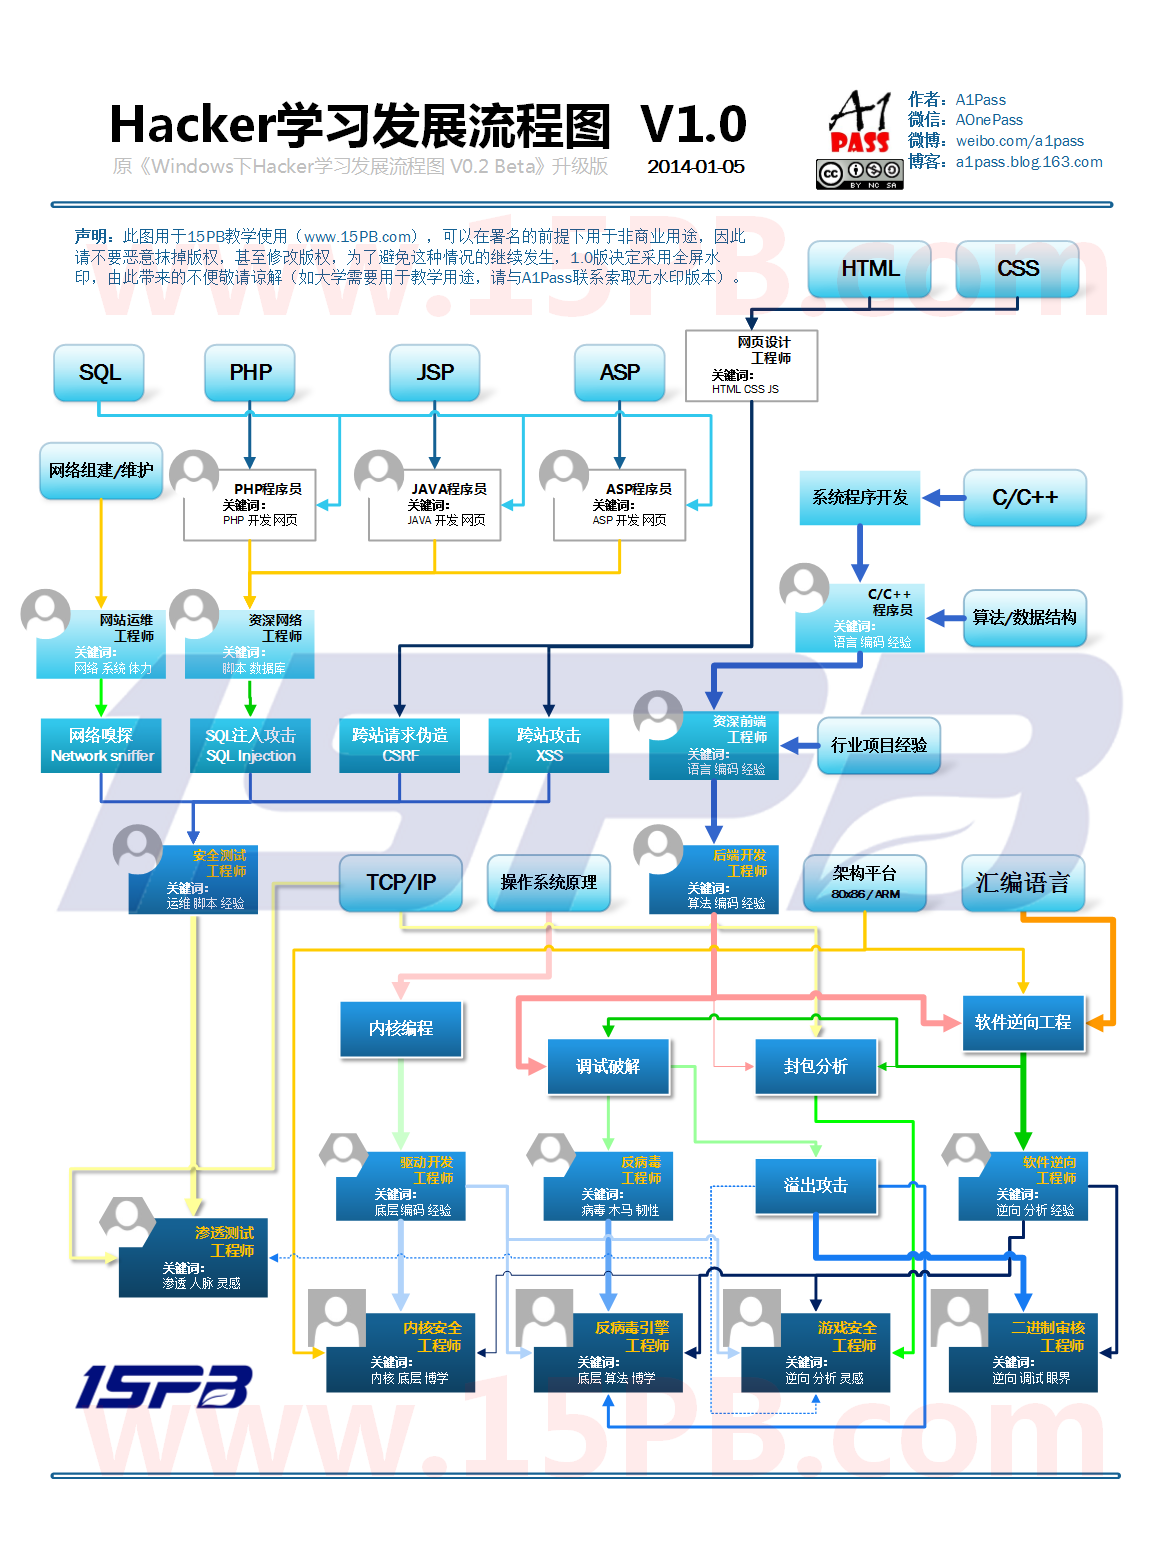 Hacker学习发展流程图 V1.0
原《Windows下Hacker学习发展流程图 V0.2 Beta》升级版
2014-01-05
A1
PASS
cc
BY NC SA
作者：A1Pass
微信：AOnePass
微博：weibo.com/a1pass
博客：a1pass.blog.163.com
www.15PB.com
声明：此图用于15PB教学使用（www.15PB.com），可以在署名的前提下用于非商业用途，因此
请不要恶意抹掉版权，甚至修改版权，为了避免这种情况的继续发生，1.0版决定采用全屏水
印，由此带来的不便敬请谅解（如大学需要用于教学用途，请与A1Pass联系索取无水印版本）。
HTML
CSS
网页设计
工程师
关键词：
HTML CSS JS
SQL
PHP
JSP
ASP
网络组建/维护
PHP程序员
关键词：
PHP 开发 网页
JAVA程序员
关键词：
JAVA 开发 网页
ASP程序员
关键词：
ASP 开发 网页
系统程序开发
C/C++
C/C++
程序员
关键词：
语言 编码 经验
算法/数据结构
网站运维
工程师
关键词：
网络 系统 体力
资深网络
工程师
关键词：
脚本 数据库
15PB
网络嗅探
Network sniffer
SQL注入攻击
SQL Injection
跨站请求伪造
CSRF
跨站攻击
XSS
资深前端
工程师
关键词：
语言 编码 经验
行业项目经验
安全测试
工程师
关键词：
运维 脚本 经验
TCP/IP
操作系统原理
后端开发
工程师
关键词：
算法 编码 经验
架构平台
80x86 / ARM
汇编语言
内核编程
软件逆向工程
调试破解
封包分析
驱动开发
工程师
关键词：
底层 编码 经验
反病毒
工程师
关键词：
病毒 木马 韧性
溢出攻击
软件逆向
工程师
关键词：
逆向 分析 经验
渗透测试
工程师
关键词：
渗透 人脉 灵感
内核安全
工程师
关键词：
内核 底层 博学
反病毒引擎
工程师
关键词：
底层 算法 博学
游戏安全
工程师
关键词：
逆向 分析 灵感
二进制审核
工程师
关键词：
逆向 调试 眼界
15PB
www.15PB.com